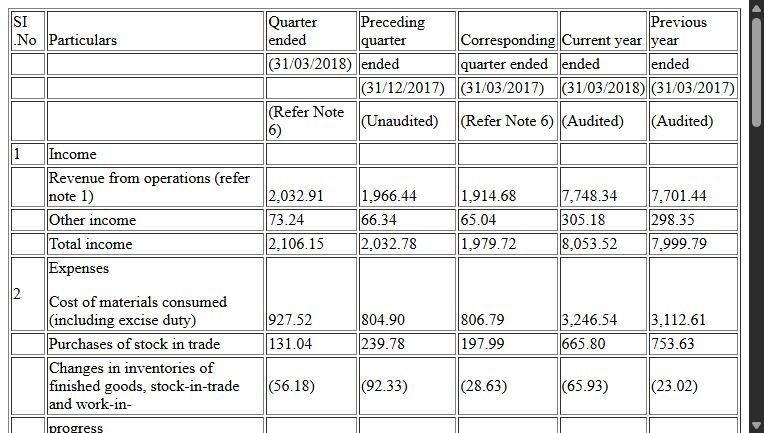 SI .No Particulars Quarter ended Preceding quarter Corresponding Current year Previous year
(31/03/2018) ended quarter ended ended ended
(31/12/2017) (31/03/2017) (31/03/2018) (31/03/2017)
(Refer Note 6) (Unaudited) (Refer Note 6) (Audited) (Audited)
1 Income
Revenue from operations (refer note 1) 2,032.91 1,966.44 1,914.68 7,748.34 7,701.44
Other income 73.24 66.34 65.04 305.18 298.35
Total income 2,106.15 2,032.78 1,979.72 8,053.52 7,999.79
2 Expenses
Cost of materials consumed (including excise duty) 927.52 804.90 806.79 3,246.54 3,112.61
Purchases of stock in trade 131.04 239.78 197.99 665.80 753.63
Changes in inventories of finished goods, stock-in-trade and work-in- (56.18) (92.33) (28.63) (65.93) (23.02)
progress